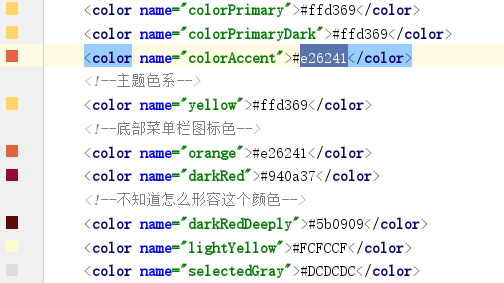 <color name="colorPrimary">#ffd369</color>
<color name="colorPrimaryDark">#ffd369</color>
<color name="colorAccent">#e26241</color>
<!--主题色系-->
<color name="yellow">#ffd369</color>
<!--底部菜单栏图标色-->
<color name="orange">#e26241</color>
<color name="darkRed">#940a37</color>
<!--不知道怎么形容这个颜色-->
<color name="darkRedDeeply">#5b0909</color>
<color name="lightYellow">#FCFCCF</color>
<color name="selectedGray">#DCDCDC</color>